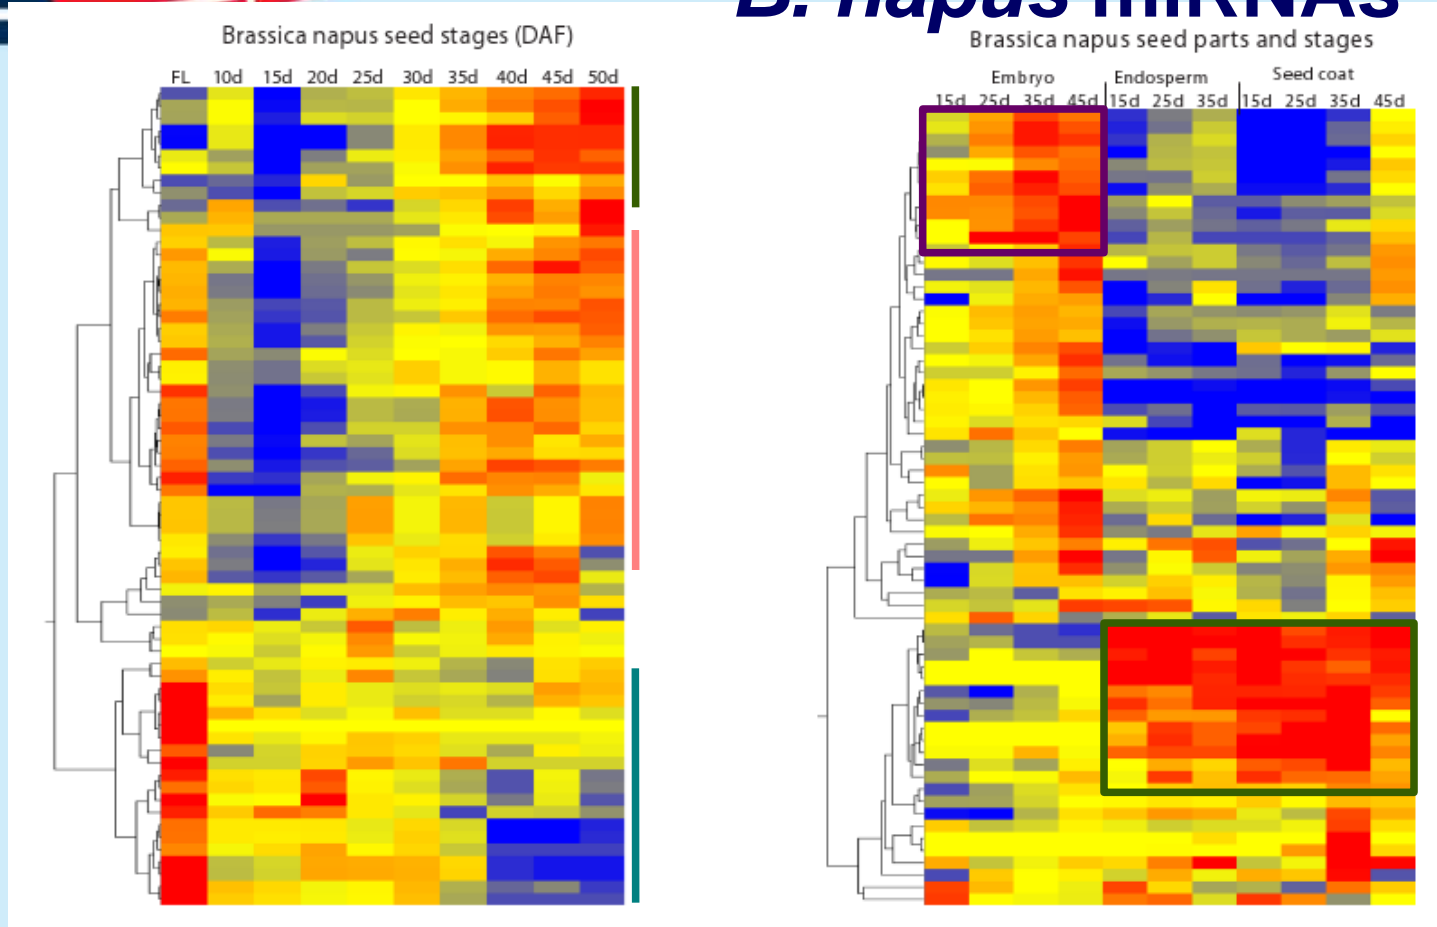 B. napus miRNAs
Brassica napus seed stages (DAF)
FL 10d 15d 20d 25d 30d 35d 40d 45d 50d
Brassica napus seed parts and stages
Embryo Endosperm Seed coat
15d 25d 35d 45d 15d 25d 35d 15d 25d 35d 45d